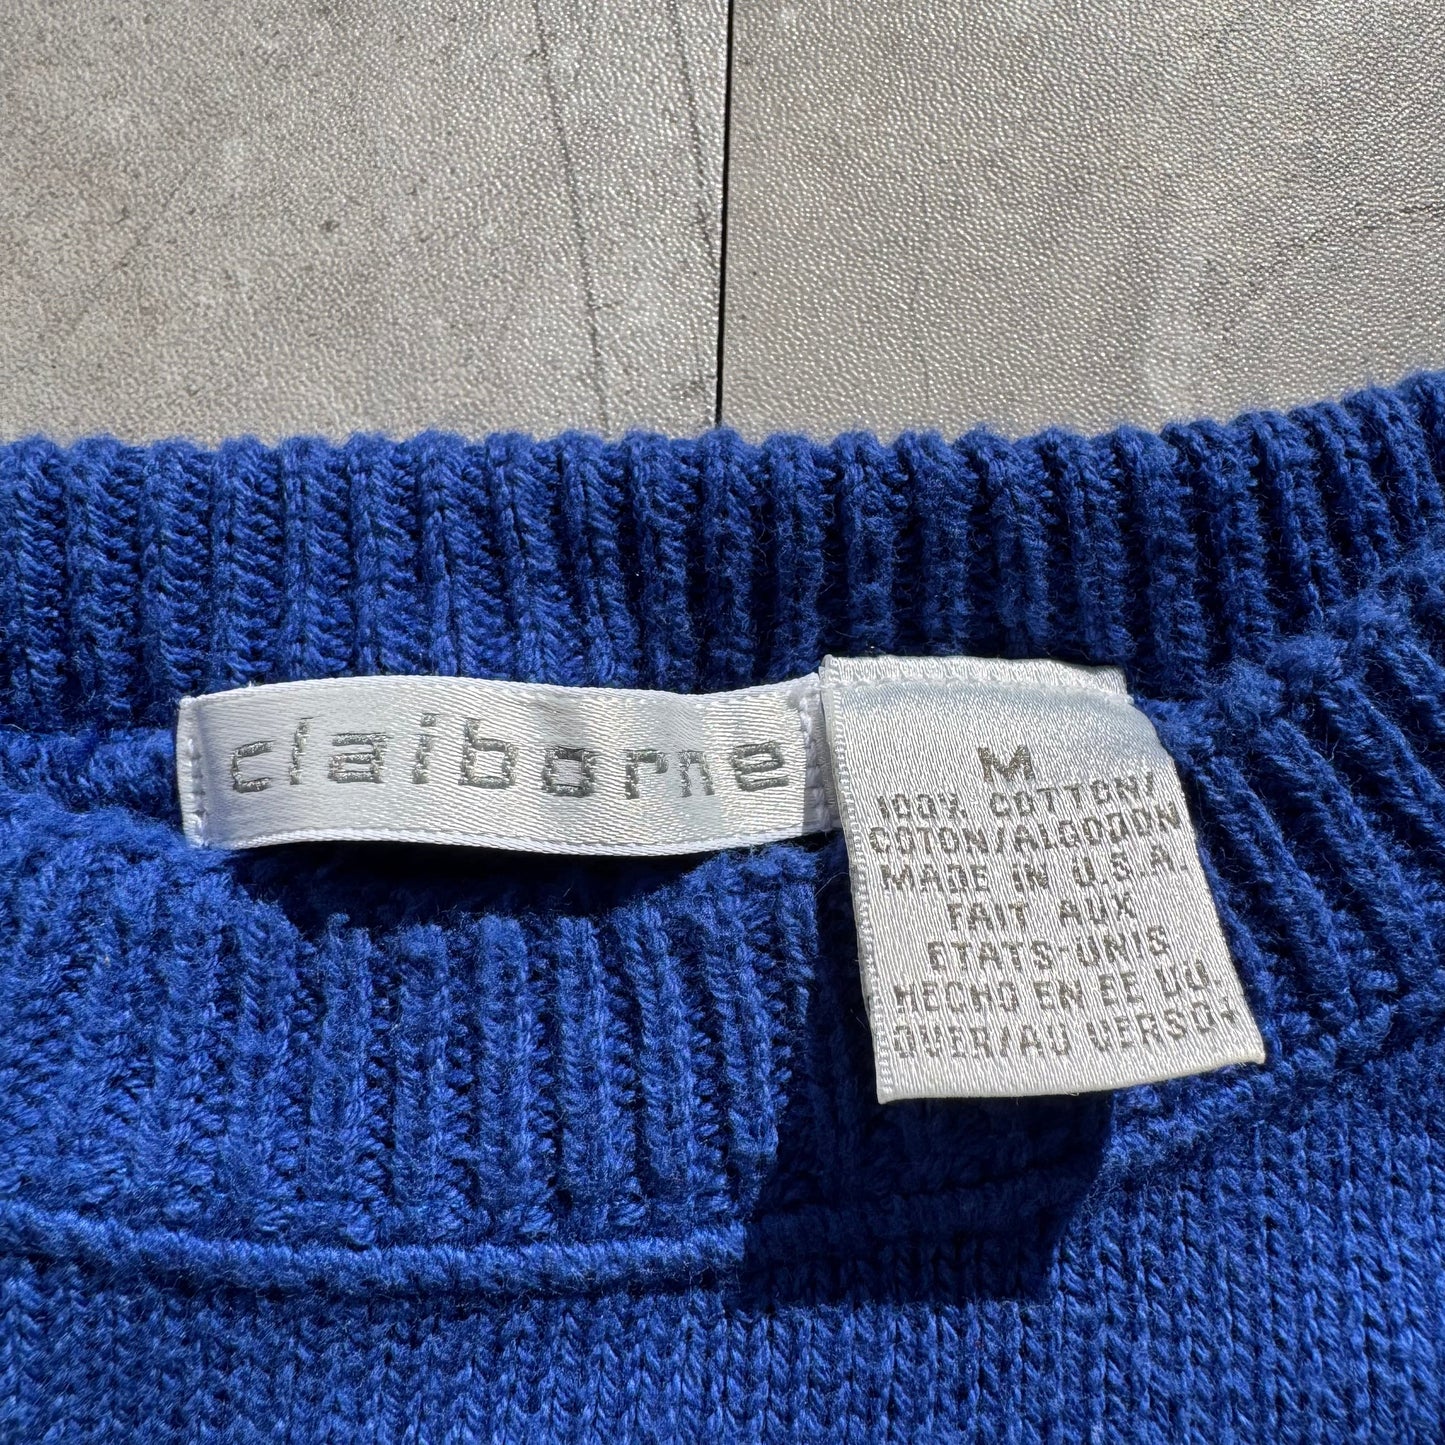 claiborne
M
100% COTTON/
COTON/ALGODON
MADE IN U.S.A.
FAIT AUX
ETATS-UNIS
HECHO EN EE UU.
OVER/AU VERSO